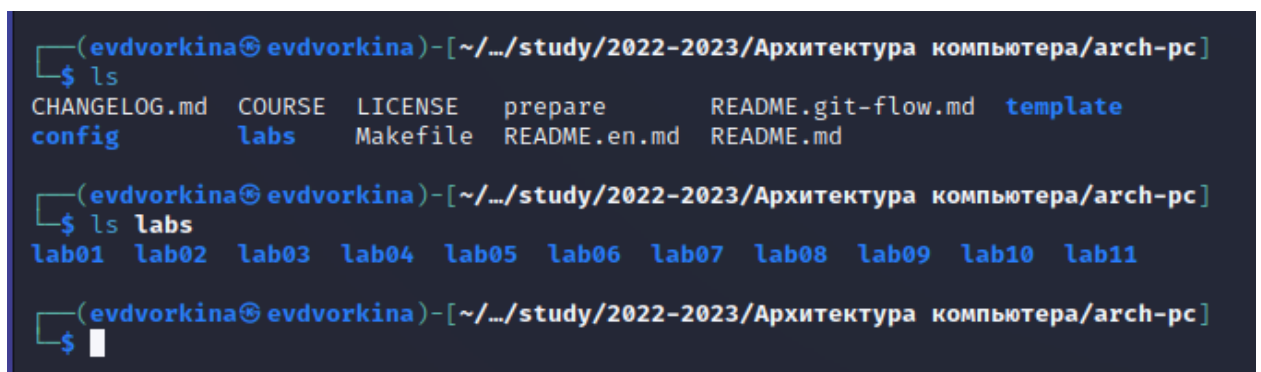 ┌──(evdvorkina㉿evdvorkina)-[~/…/study/2022-2023/Архитектура компьютера/arch-pc]
└─$ ls
CHANGELOG.md COURSE LICENSE prepare README.git-flow.md template
config labs Makefile README.en.md README.md
┌──(evdvorkina㉿evdvorkina)-[~/…/study/2022-2023/Архитектура компьютера/arch-pc]
└─$ ls labs
lab01 lab02 lab03 lab04 lab05 lab06 lab07 lab08 lab09 lab10 lab11
┌──(evdvorkina㉿evdvorkina)-[~/…/study/2022-2023/Архитектура компьютера/arch-pc]
└─$